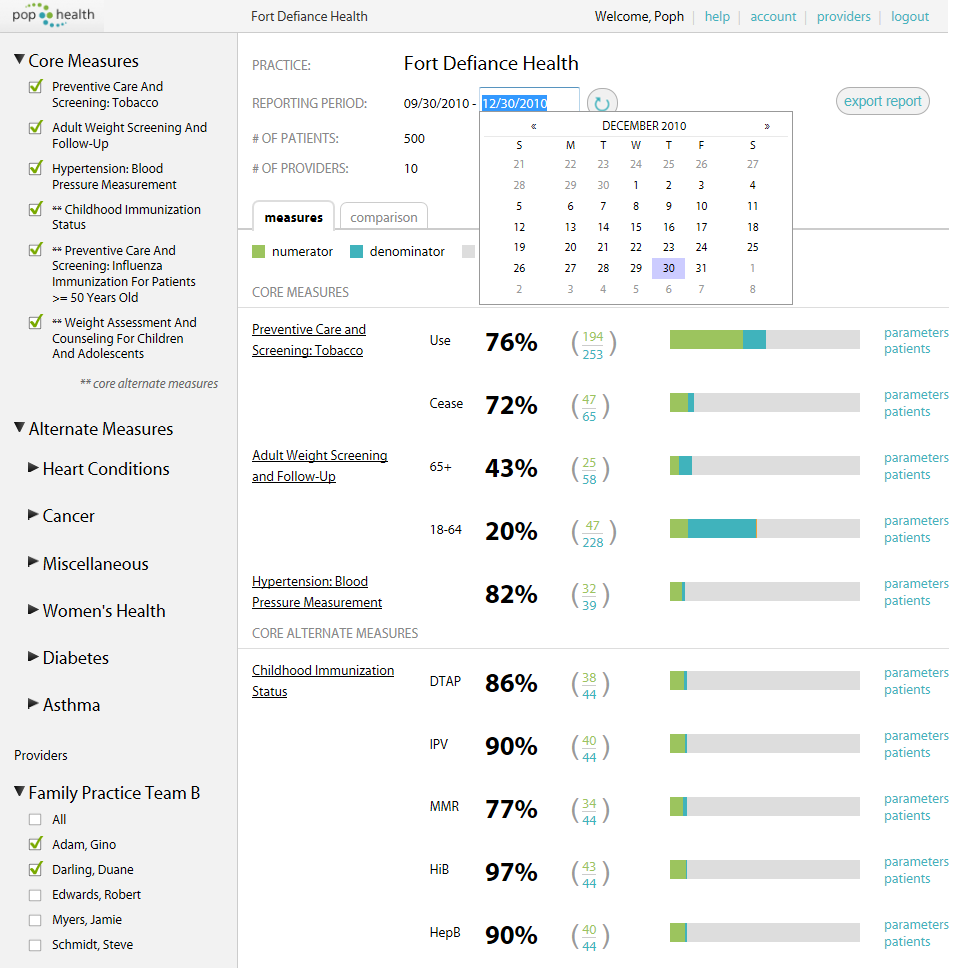 pop health
Fort Defiance Health
Welcome, Poph
help
account
providers
logout
Core Measures
Preventive Care And
Screening: Tobacco
Adult Weight Screening And
Follow-Up
Hypertension: Blood
Pressure Measurement
** Childhood Immunization
Status
** Preventive Care And
Screening: Influenza
Immunization For Patients
>= 50 Years Old
** Weight Assessment And
Counseling For Children
And Adolescents
** core alternate measures
Alternate Measures
Heart Conditions
Cancer
Miscellaneous
Women's Health
Diabetes
Asthma
Providers
Family Practice Team B
All
Adam, Gino
Darling, Duane
Edwards, Robert
Myers, Jamie
Schmidt, Steve
PRACTICE: Fort Defiance Health
REPORTING PERIOD: 09/30/2010 - 12/30/2010
export report
# OF PATIENTS: 500
# OF PROVIDERS: 10
« DECEMBER 2010 »
S M T W T F S
21 22 23 24 25 26 27
28 29 30 1 2 3 4
5 6 7 8 9 10 11
12 13 14 15 16 17 18
19 20 21 22 23 24 25
26 27 28 29 30 31 1
2 3 4 5 6 7 8
measures comparison
numerator denominator
CORE MEASURES
Preventive Care and
Screening: Tobacco
Use 76% (194/253) parameters
patients
Cease 72% (47/65) parameters
patients
Adult Weight Screening
and Follow-Up
65+ 43% (25/58) parameters
patients
18-64 20% (47/228) parameters
patients
Hypertension: Blood
Pressure Measurement
82% (32/39) parameters
patients
CORE ALTERNATE MEASURES
Childhood Immunization
Status
DTAP 86% (38/44) parameters
patients
IPV 90% (40/44) parameters
patients
MMR 77% (34/44) parameters
patients
HiB 97% (43/44) parameters
patients
HepB 90% (40/44) parameters
patients